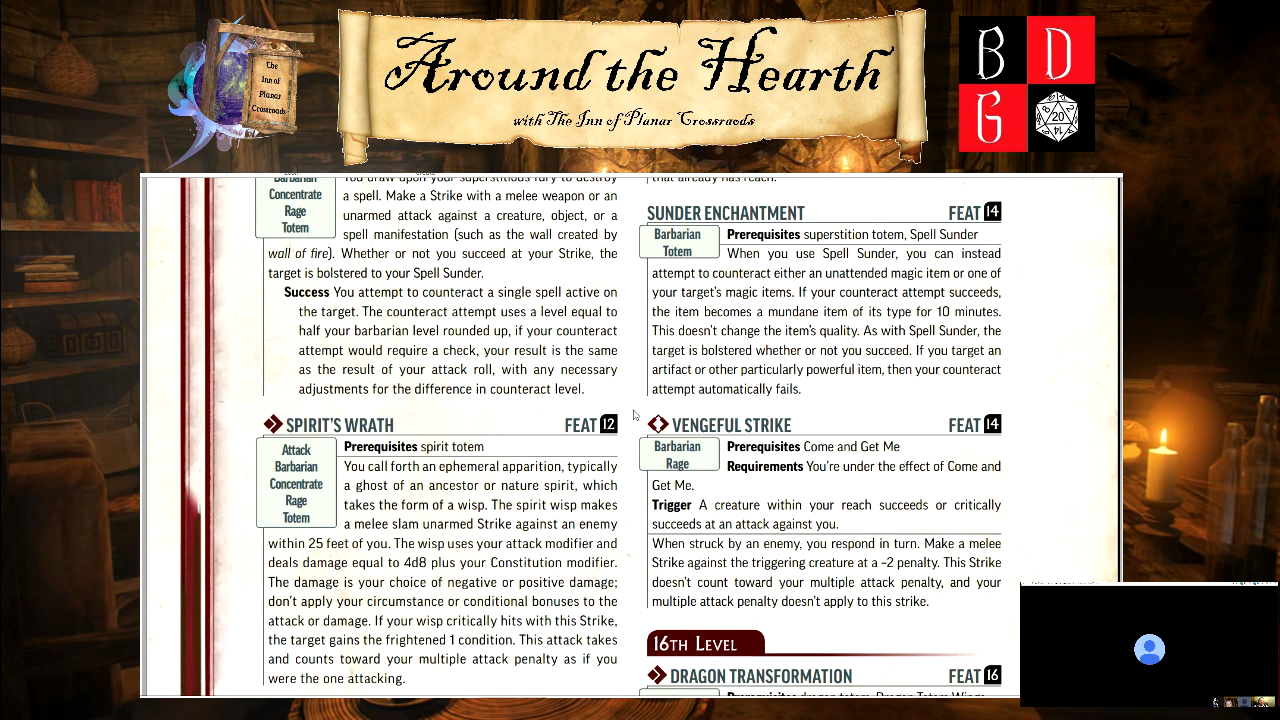 The
Inn of
Planar
Crossroads
Around the Hearth
with The Inn of Planar Crossraods
B D
G 20
Barbarian
Concentrate
Rage
Totem
You draw upon your superstitious fury to destroy
a spell. Make a Strike with a melee weapon or an
unarmed attack against a creature, object, or a
spell manifestation (such as the wall created by
wall of fire). Whether or not you succeed at your Strike, the
target is bolstered to your Spell Sunder.
Success You attempt to counteract a single spell active on
the target. The counteract attempt uses a level equal to
half your barbarian level rounded up, if your counteract
attempt would require a check, your result is the same
as the result of your attack roll, with any necessary
adjustments for the difference in counteract level.
SPIRIT'S WRATH FEAT 12
Attack
Barbarian
Concentrate
Rage
Totem
Prerequisites spirit totem
You call forth an ephemeral apparition, typically
a ghost of an ancestor or nature spirit, which
takes the form of a wisp. The spirit wisp makes
a melee slam unarmed Strike against an enemy
within 25 feet of you. The wisp uses your attack modifier and
deals damage equal to 4d8 plus your Constitution modifier.
The damage is your choice of negative or positive damage;
don't apply your circumstance or conditional bonuses to the
attack or damage. If your wisp critically hits with this Strike,
the target gains the frightened 1 condition. This attack takes
and counts toward your multiple attack penalty as if you
were the one attacking.
that already has reach.
SUNDER ENCHANTMENT FEAT 14
Barbarian
Totem
Prerequisites superstition totem, Spell Sunder
When you use Spell Sunder, you can instead
attempt to counteract either an unattended magic item or one of
your target's magic items. If your counteract attempt succeeds,
the item becomes a mundane item of its type for 10 minutes.
This doesn't change the item's quality. As with Spell Sunder, the
target is bolstered whether or not you succeed. If you target an
artifact or other particularly powerful item, then your counteract
attempt automatically fails.
VENGEFUL STRIKE FEAT 14
Barbarian
Rage
Prerequisites Come and Get Me
Requirements You're under the effect of Come and
Get Me.
Trigger A creature within your reach succeeds or critically
succeeds at an attack against you.
When struck by an enemy, you respond in turn. Make a melee
Strike against the triggering creature at a –2 penalty. This Strike
doesn't count toward your multiple attack penalty, and your
multiple attack penalty doesn't apply to this strike.
16TH LEVEL
DRAGON TRANSFORMATION FEAT 16
Prerequisites dragon totem, Dragon Totem Wings